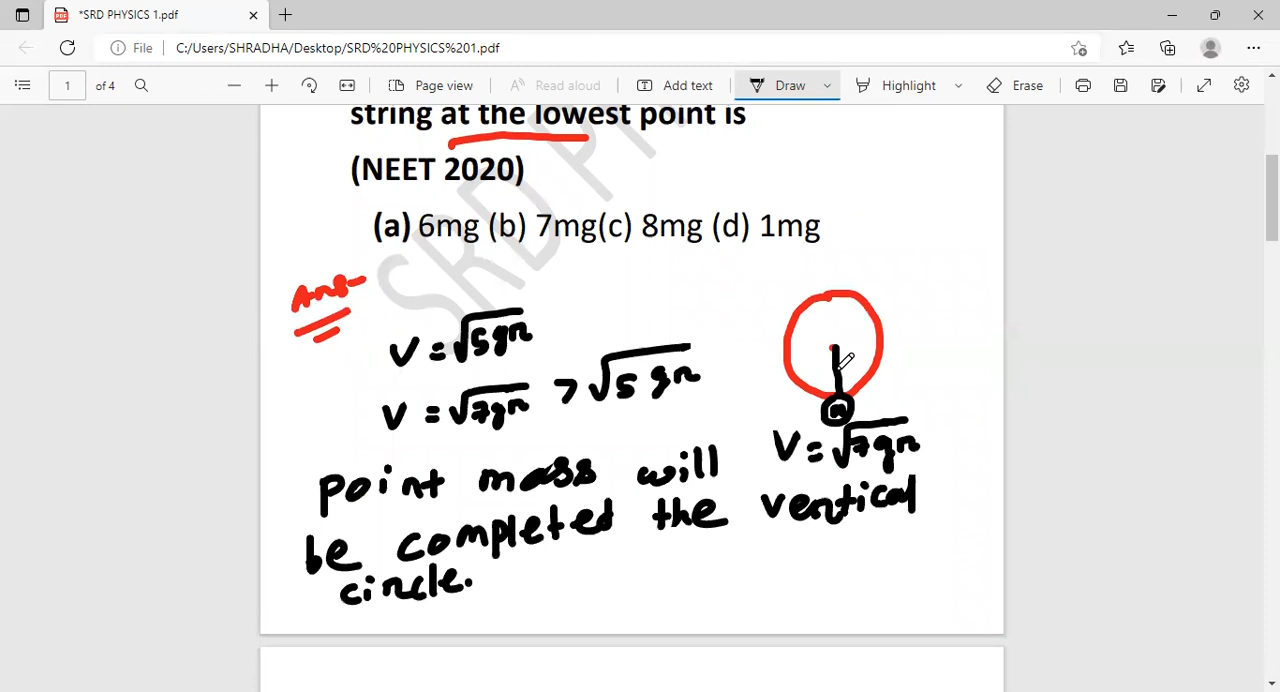 *SRD PHYSICS 1.pdf
File C:/Users/SHRADHA/Desktop/SRD%20PHYSICS%201.pdf
1 of 4 Page view Read aloud Add text Draw Highlight Erase
string at the lowest point is
(NEET 2020)
(a) 6mg (b) 7mg(c) 8mg (d) 1mg
SRD
Ans-
V = √5gr
V = √7gr > √5gr
m
V = √7gr
point mass will
be completed the vertical
circle.